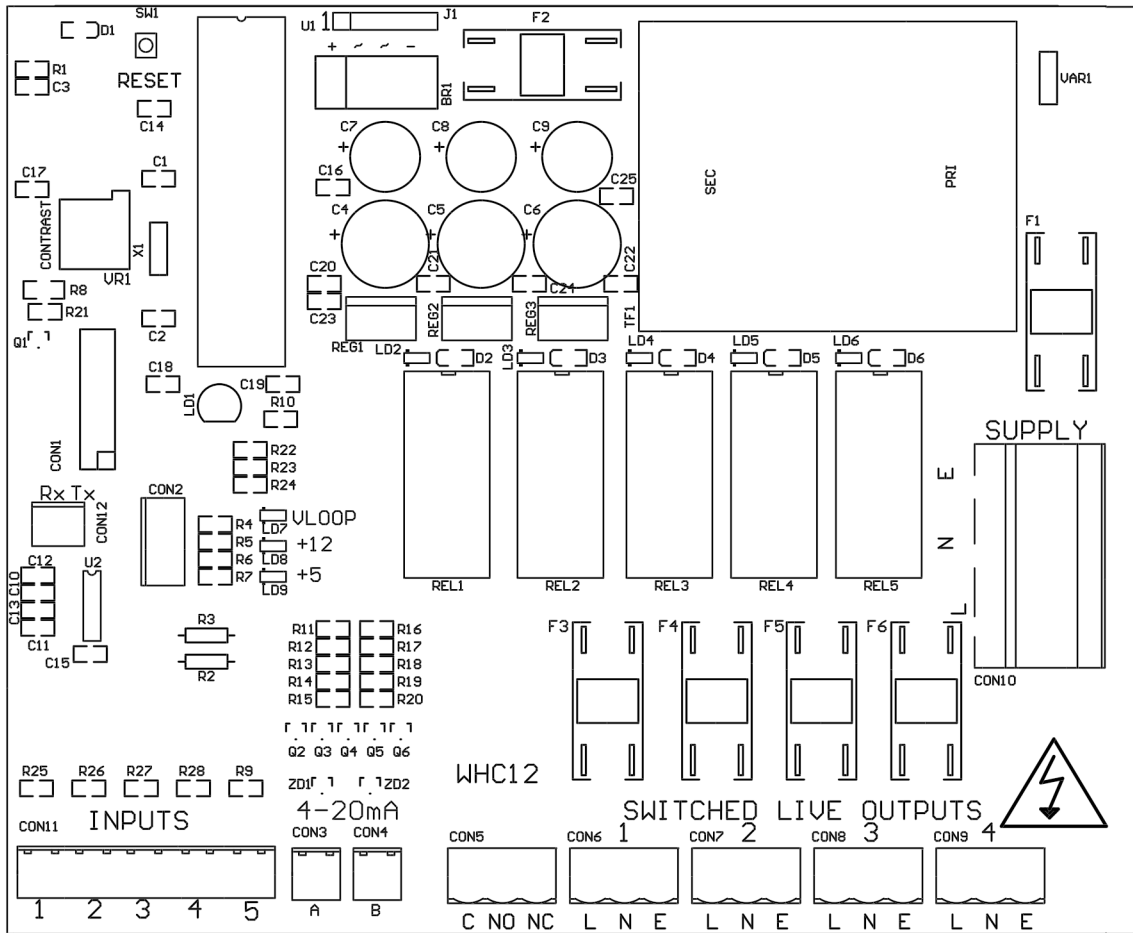 SW1
D1
U1 1
J1
F2
+ ~ ~ -
BR1
R1
C3
RESET
VAR1
C14
C7
C8
C9
+
+
+
C17
C1
C16
C25
SEC
PRI
CONTRAST
X1
VR1
C4
C5
C6
+
+
+
F1
R8
R21
Q1
C2
C20
C21
C22
C23
C24
REG1
REG2
REG3
TF1
LD2
D2
LD3
D3
LD4
D4
LD5
D5
LD6
D6
C18
C19
LD1
R10
CON1
R22
R23
R24
SUPPLY
E
N
L
CON10
Rx Tx
CON12
CON2
R4
R5
R6
R7
VLOOP
LD7
+12
LD8
+5
LD9
REL1
REL2
REL3
REL4
REL5
C12
C10
C13
C11
U2
C15
R3
R2
R11
R12
R13
R14
R15
R16
R17
R18
R19
R20
F3
F4
F5
F6
Q2
Q3
Q4
Q5
Q6
R25
R26
R27
R28
R9
ZD1
ZD2
WHC12
4-20mA
SWITCHED LIVE OUTPUTS
CON11
INPUTS
CON3
CON4
CON5
CON6
1
CON7
2
CON8
3
CON9
4
1 2 3 4 5
A
B
C NO NC
L N E
L N E
L N E
L N E